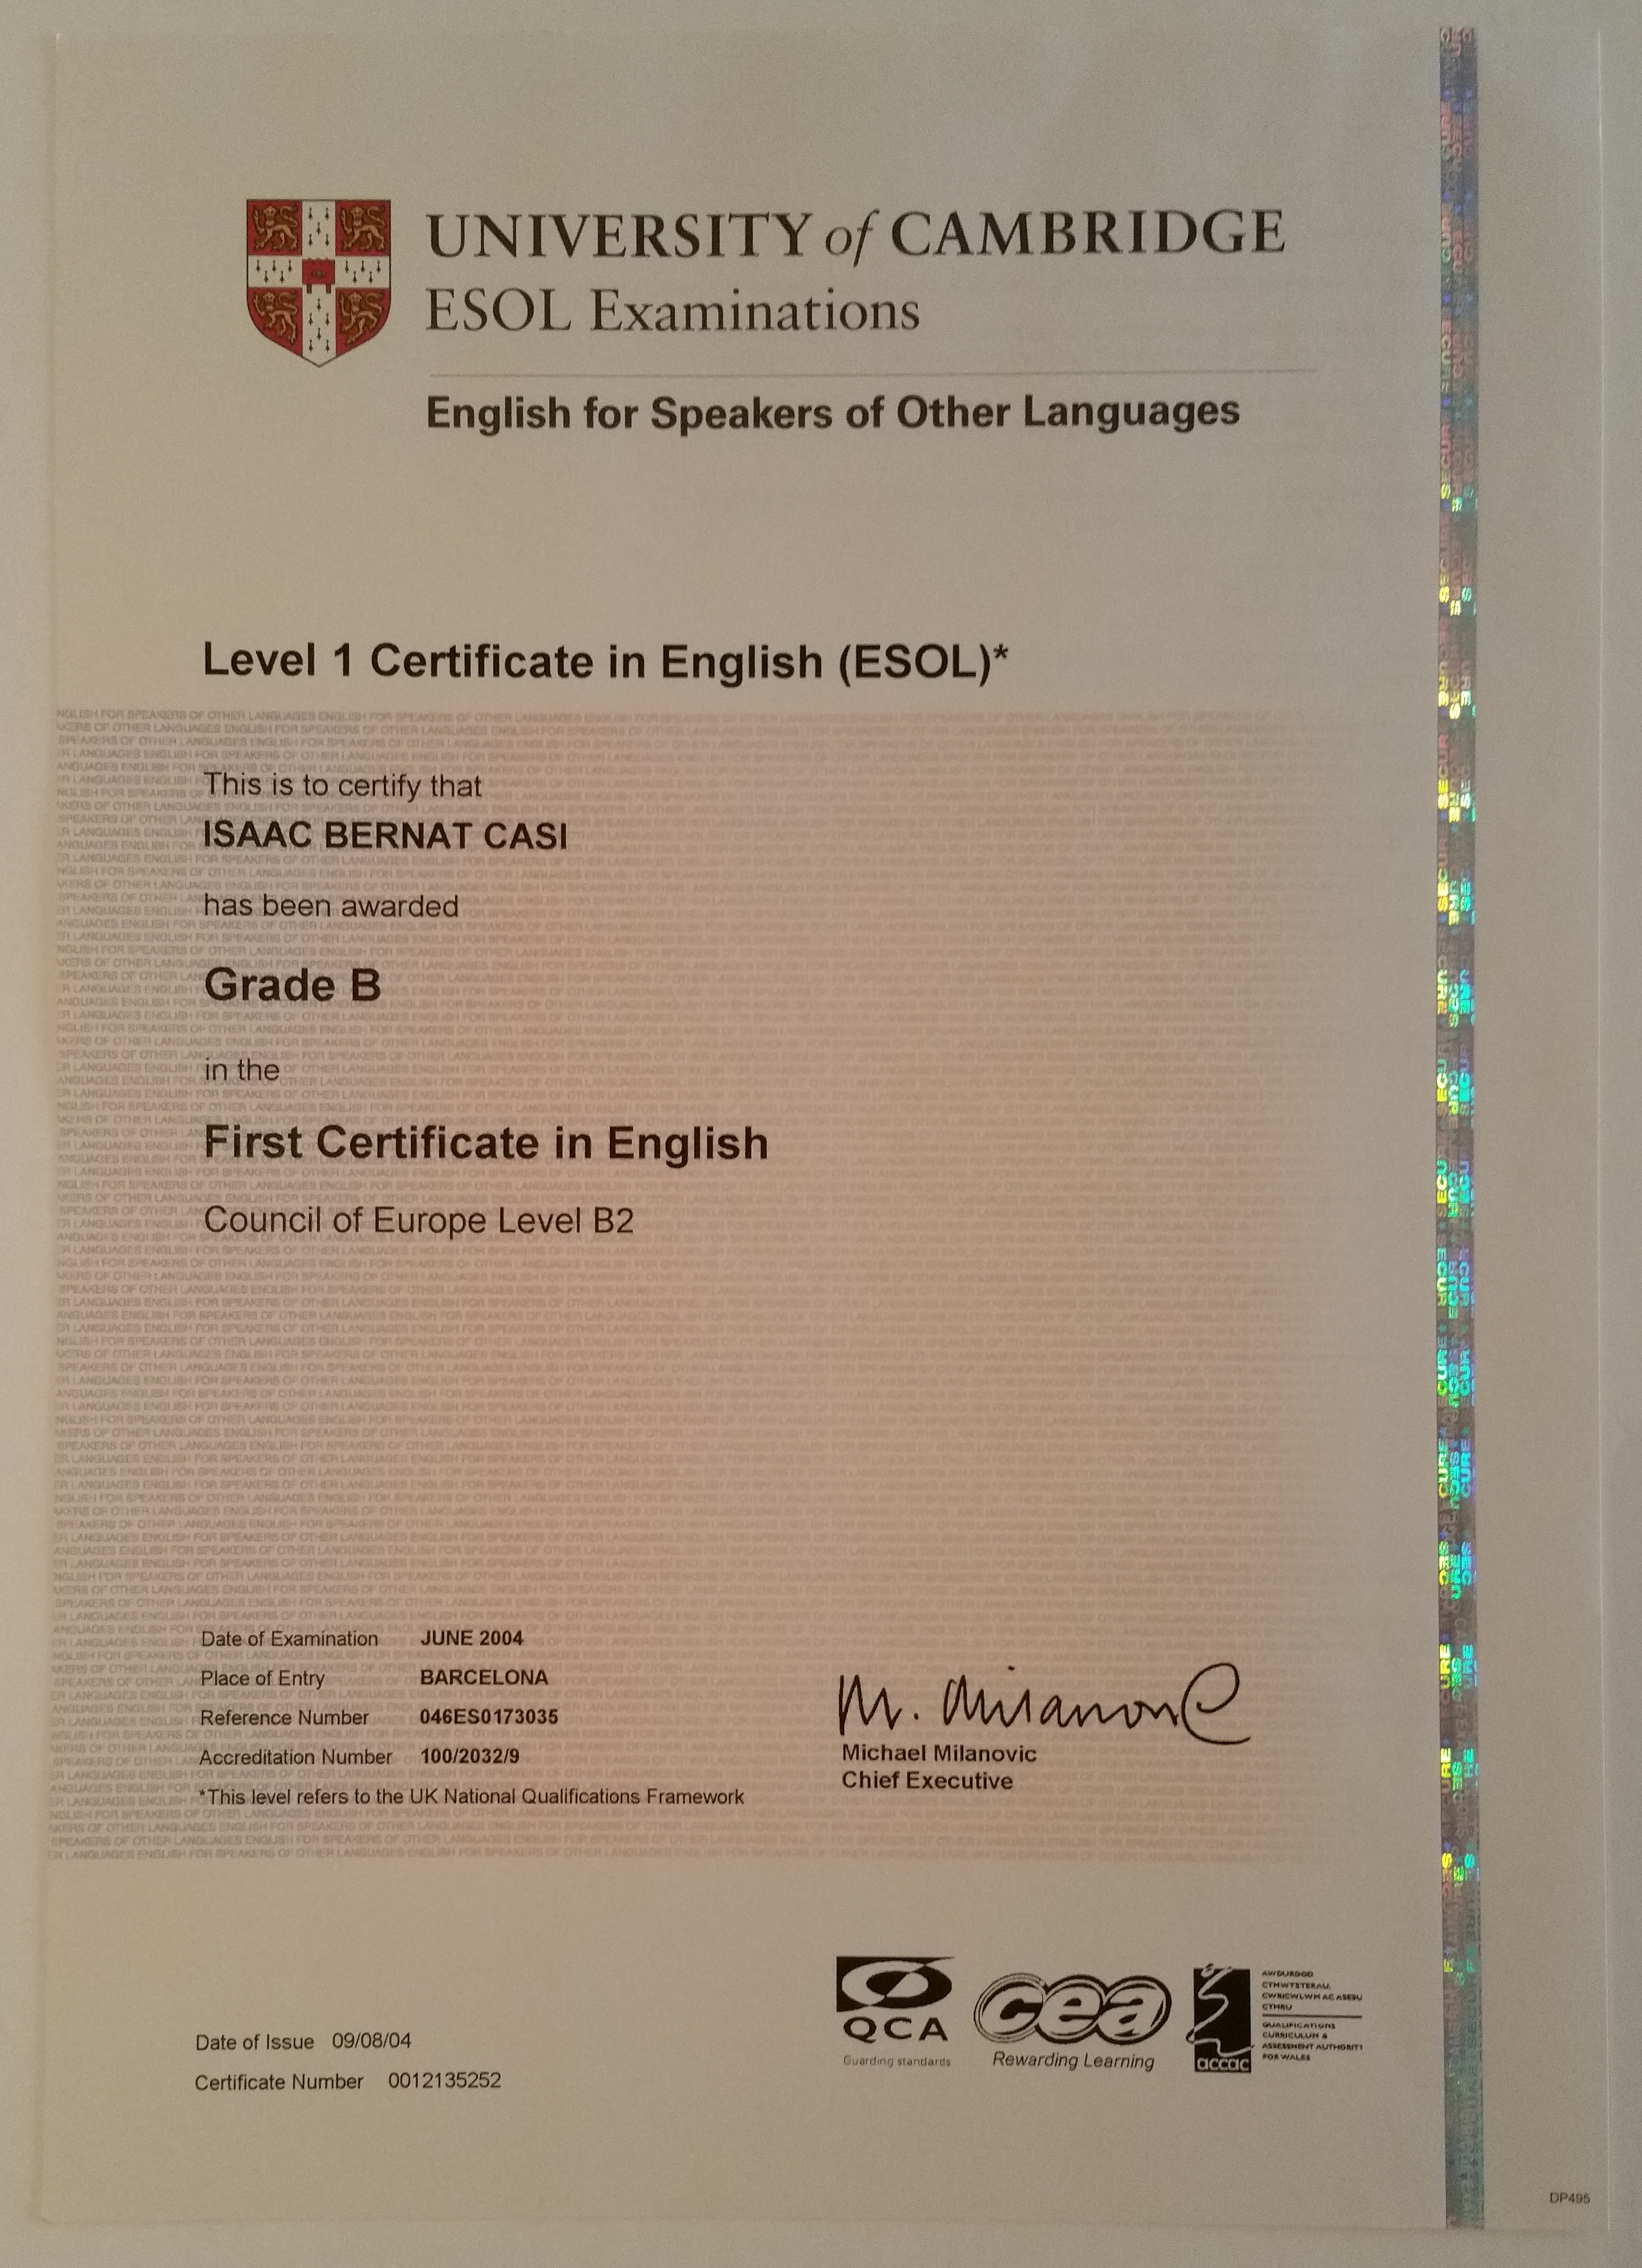 UNIVERSITY of CAMBRIDGE
ESOL Examinations
English for Speakers of Other Languages
Level 1 Certificate in English (ESOL)*
This is to certify that
ISAAC BERNAT CASI
has been awarded
Grade B
in the
First Certificate in English
Council of Europe Level B2
Date of Examination JUNE 2004
Place of Entry BARCELONA
Reference Number 046ES0173035
Accreditation Number 100/2032/9
*This level refers to the UK National Qualifications Framework
M. Milanovic
Michael Milanovic
Chief Executive
QCA
Guarding standards
cea
Rewarding Learning
accac
AWDURDOD
CYMWYSTERAU,
CWRICWLWM AC ASESU
CYMRU
QUALIFICATIONS
CURRICULUM &
ASSESSMENT AUTHORITY
FOR WALES
Date of Issue 09/08/04
Certificate Number 0012135252
DP495